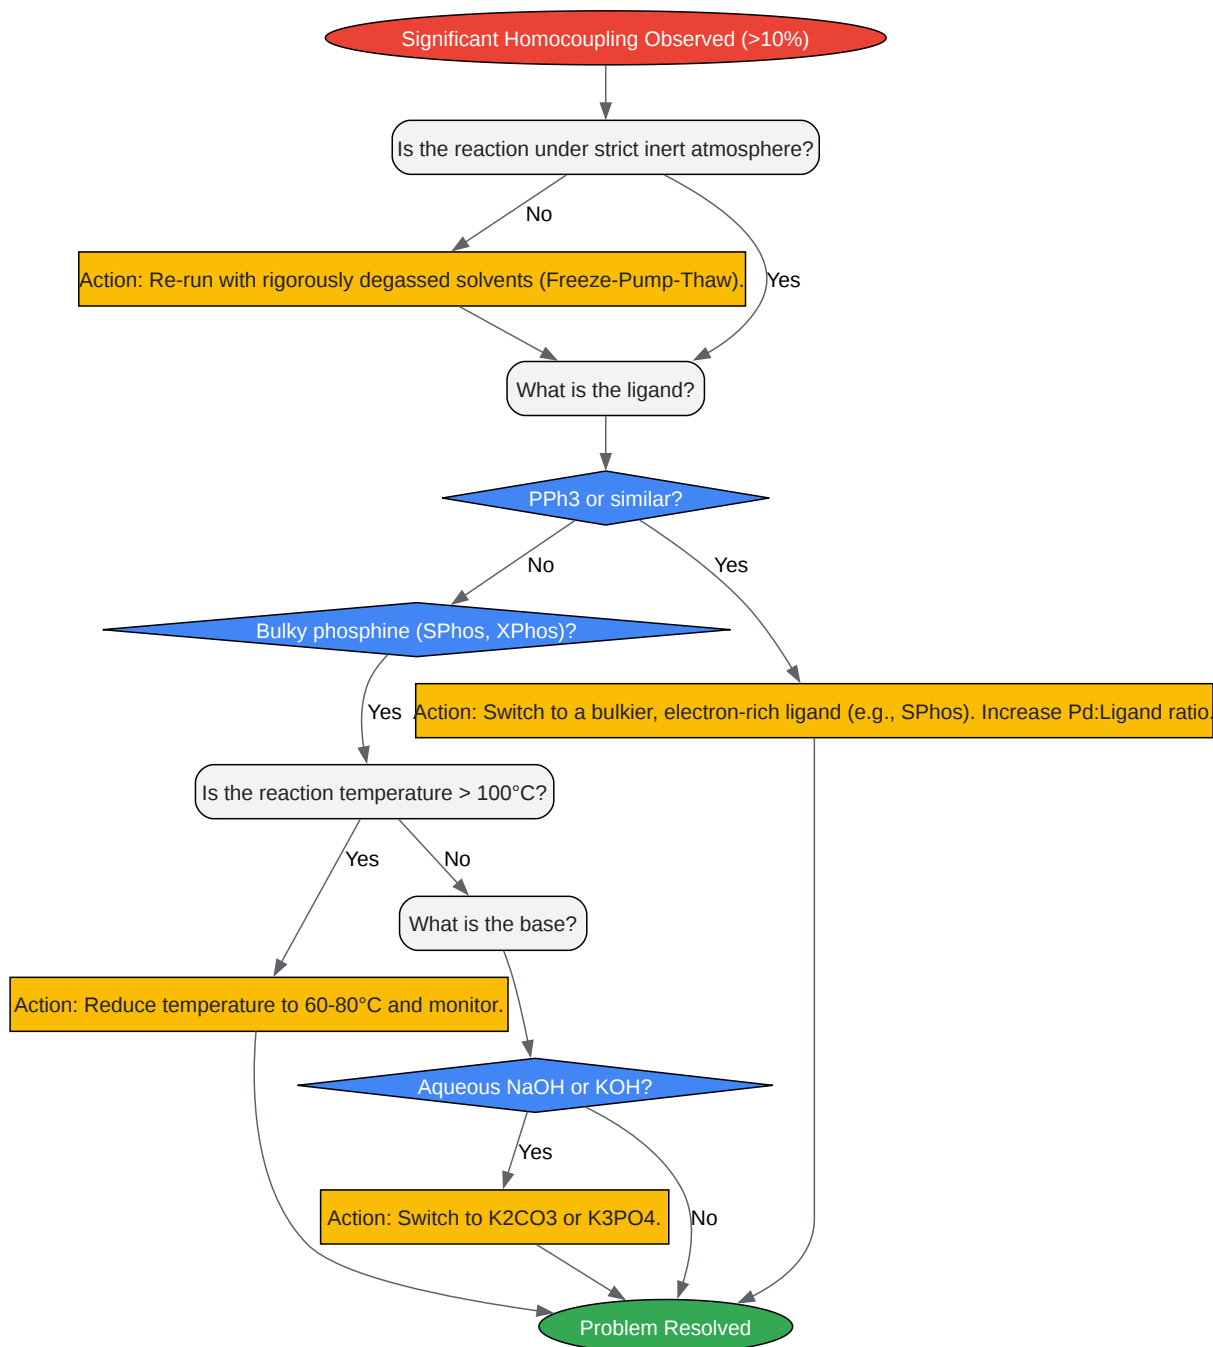 Significant Homocoupling Observed (>10%)
Is the reaction under strict inert atmosphere?
No
Action: Re-run with rigorously degassed solvents (Freeze-Pump-Thaw).
Yes
What is the ligand?
PPh3 or similar?
No
Yes
Bulky phosphine (SPhos, XPhos)?
Yes
Action: Switch to a bulkier, electron-rich ligand (e.g., SPhos). Increase Pd:Ligand ratio.
Is the reaction temperature > 100°C?
Yes
No
What is the base?
Action: Reduce temperature to 60-80°C and monitor.
Aqueous NaOH or KOH?
Yes
Action: Switch to K2CO3 or K3PO4.
No
Problem Resolved